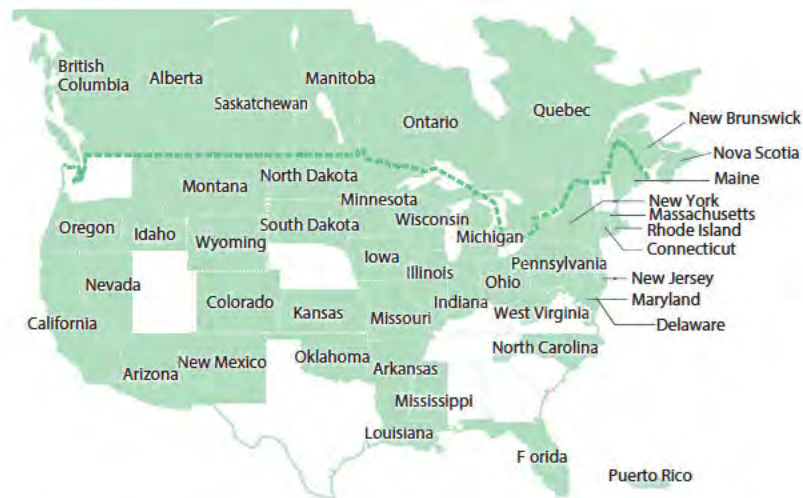 British
Columbia
Alberta
Saskatchewan
Manitoba
Ontario
Quebec
New Brunswick
Nova Scotia
Maine
Montana
North Dakota
Minnesota
New York
Massachusetts
Rhode Island
Connecticut
Oregon
Idaho
Wyoming
South Dakota
Wisconsin
Michigan
Iowa
Illinois
Pennsylvania
Ohio
New Jersey
Nevada
Colorado
Kansas
Missouri
Indiana
West Virginia
Maryland
Delaware
California
Arizona
New Mexico
Oklahoma
Arkansas
North Carolina
Mississippi
Louisiana
F orida
Puerto Rico